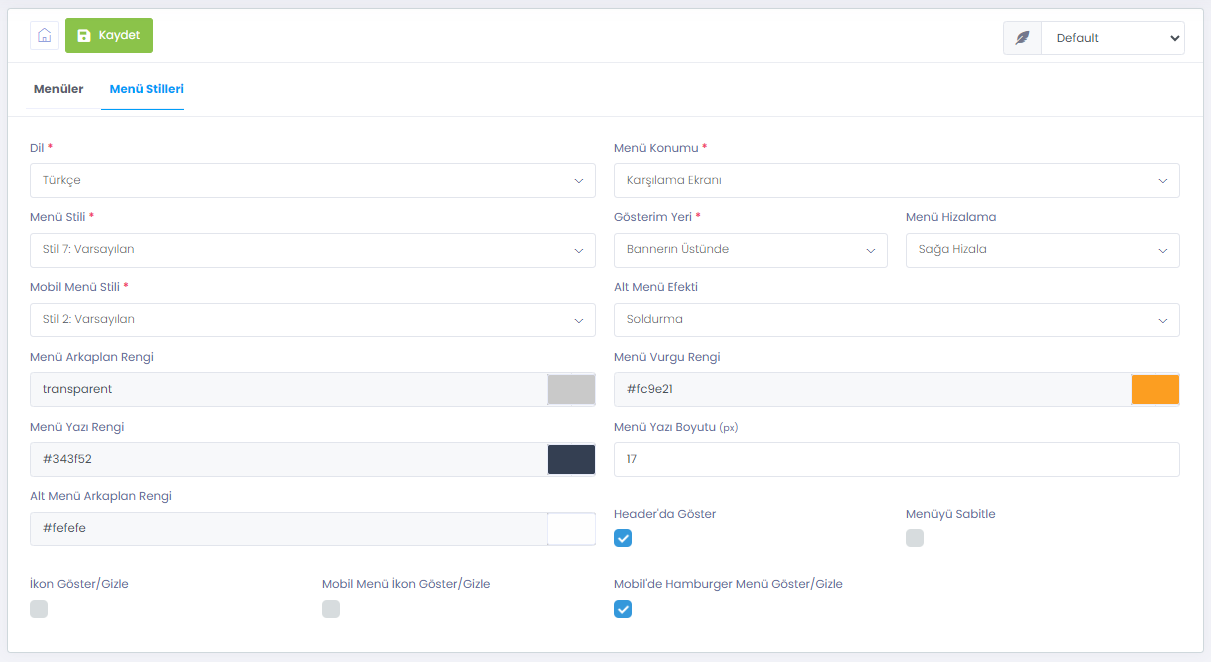 Kaydet
Default
Menüler
Menü Stilleri
Dil *
Menü Konumu *
Türkçe
Karşılama Ekranı
Menü Stili *
Gösterim Yeri *
Menü Hizalama
Stil 7: Varsayılan
Bannerın Üstünde
Sağa Hizala
Mobil Menü Stili *
Alt Menü Efekti
Stil 2: Varsayılan
Soldurma
Menü Arkaplan Rengi
Menü Vurgu Rengi
transparent
#fc9e21
Menü Yazı Rengi
Menü Yazı Boyutu (px)
#343f52
17
Alt Menü Arkaplan Rengi
#fefefe
Header'da Göster
Menüyü Sabitle
İkon Göster/Gizle
Mobil Menü İkon Göster/Gizle
Mobil'de Hamburger Menü Göster/Gizle